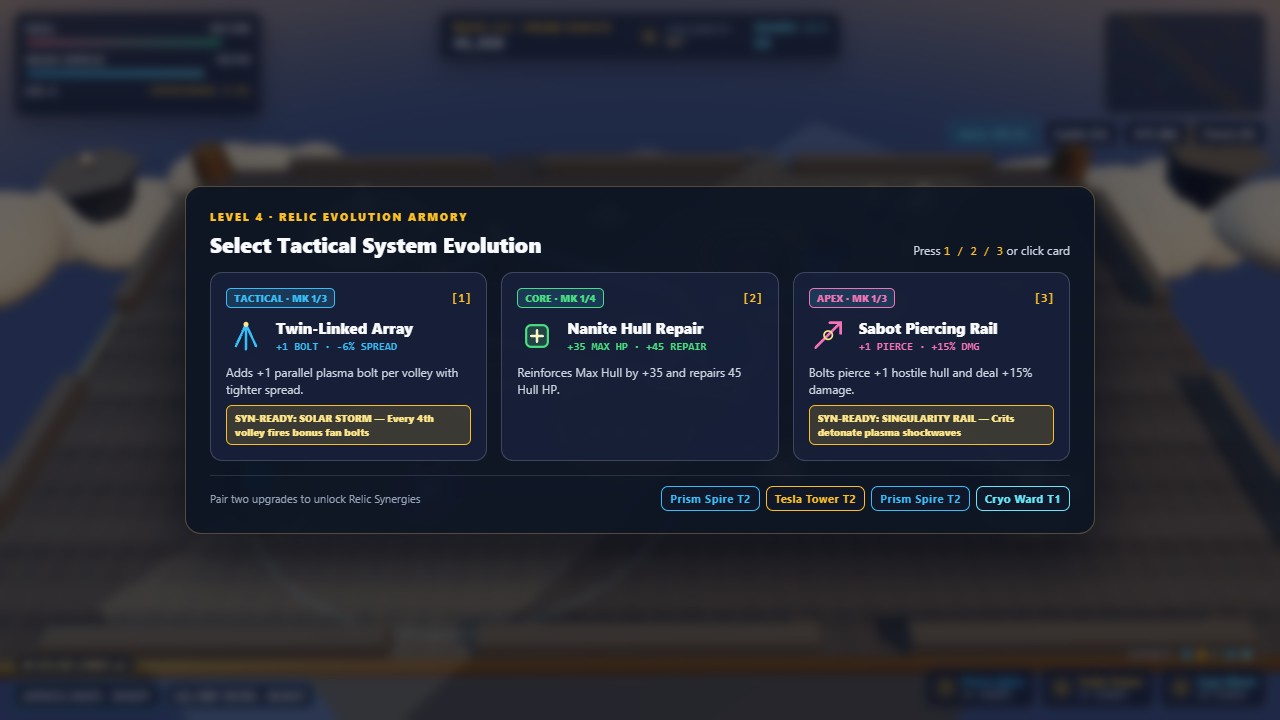 LEVEL 4 · RELIC EVOLUTION ARMORY
Select Tactical System Evolution
Press 1 / 2 / 3 or click card
TACTICAL · MK 1/3
[1]
Twin-Linked Array
+1 BOLT · -6% SPREAD
Adds +1 parallel plasma bolt per volley with
tighter spread.
SYN-READY: SOLAR STORM — Every 4th
volley fires bonus fan bolts
CORE · MK 1/4
[2]
Nanite Hull Repair
+35 MAX HP · +45 REPAIR
Reinforces Max Hull by +35 and repairs 45
Hull HP.
APEX · MK 1/3
[3]
Sabot Piercing Rail
+1 PIERCE · +15% DMG
Bolts pierce +1 hostile hull and deal +15%
damage.
SYN-READY: SINGULARITY RAIL — Crits
detonate plasma shockwaves
Pair two upgrades to unlock Relic Synergies
Prism Spire T2
Tesla Tower T2
Prism Spire T2
Cryo Ward T1